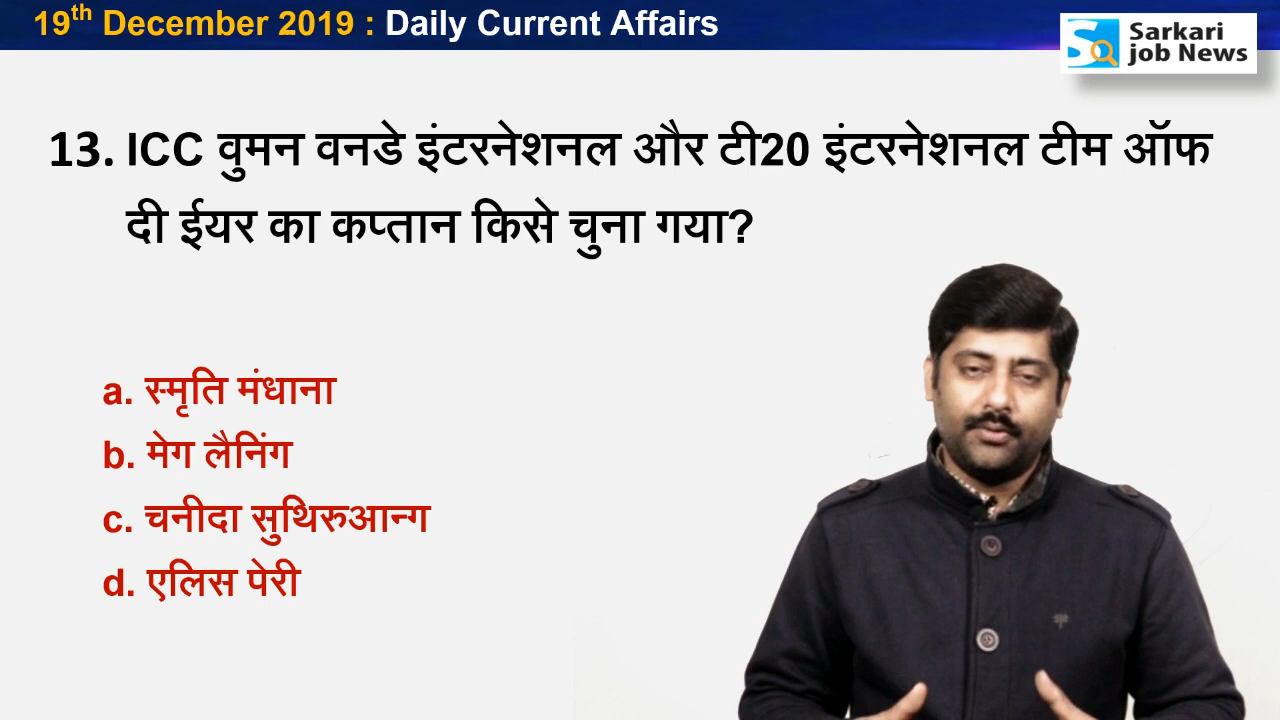 19th December 2019 : Daily Current Affairs
Sarkari
job News
13. ICC वुमन वनडे इंटरनेशनल और टी20 इंटरनेशनल टीम ऑफ
दी ईयर का कप्तान किसे चुना गया?
a. स्मृति मंधाना
b. मेग लैनिंग
c. चनीदा सुथिरुआन्ग
d. एलिस पेरी